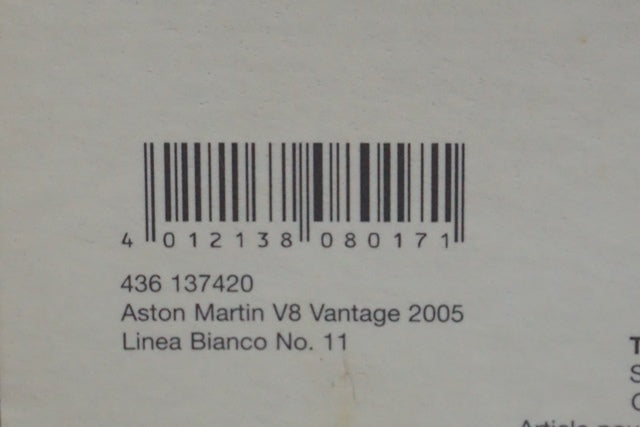 4 012138 080171
436 137420
Aston Martin V8 Vantage 2005
Linea Bianco No. 11
T
S